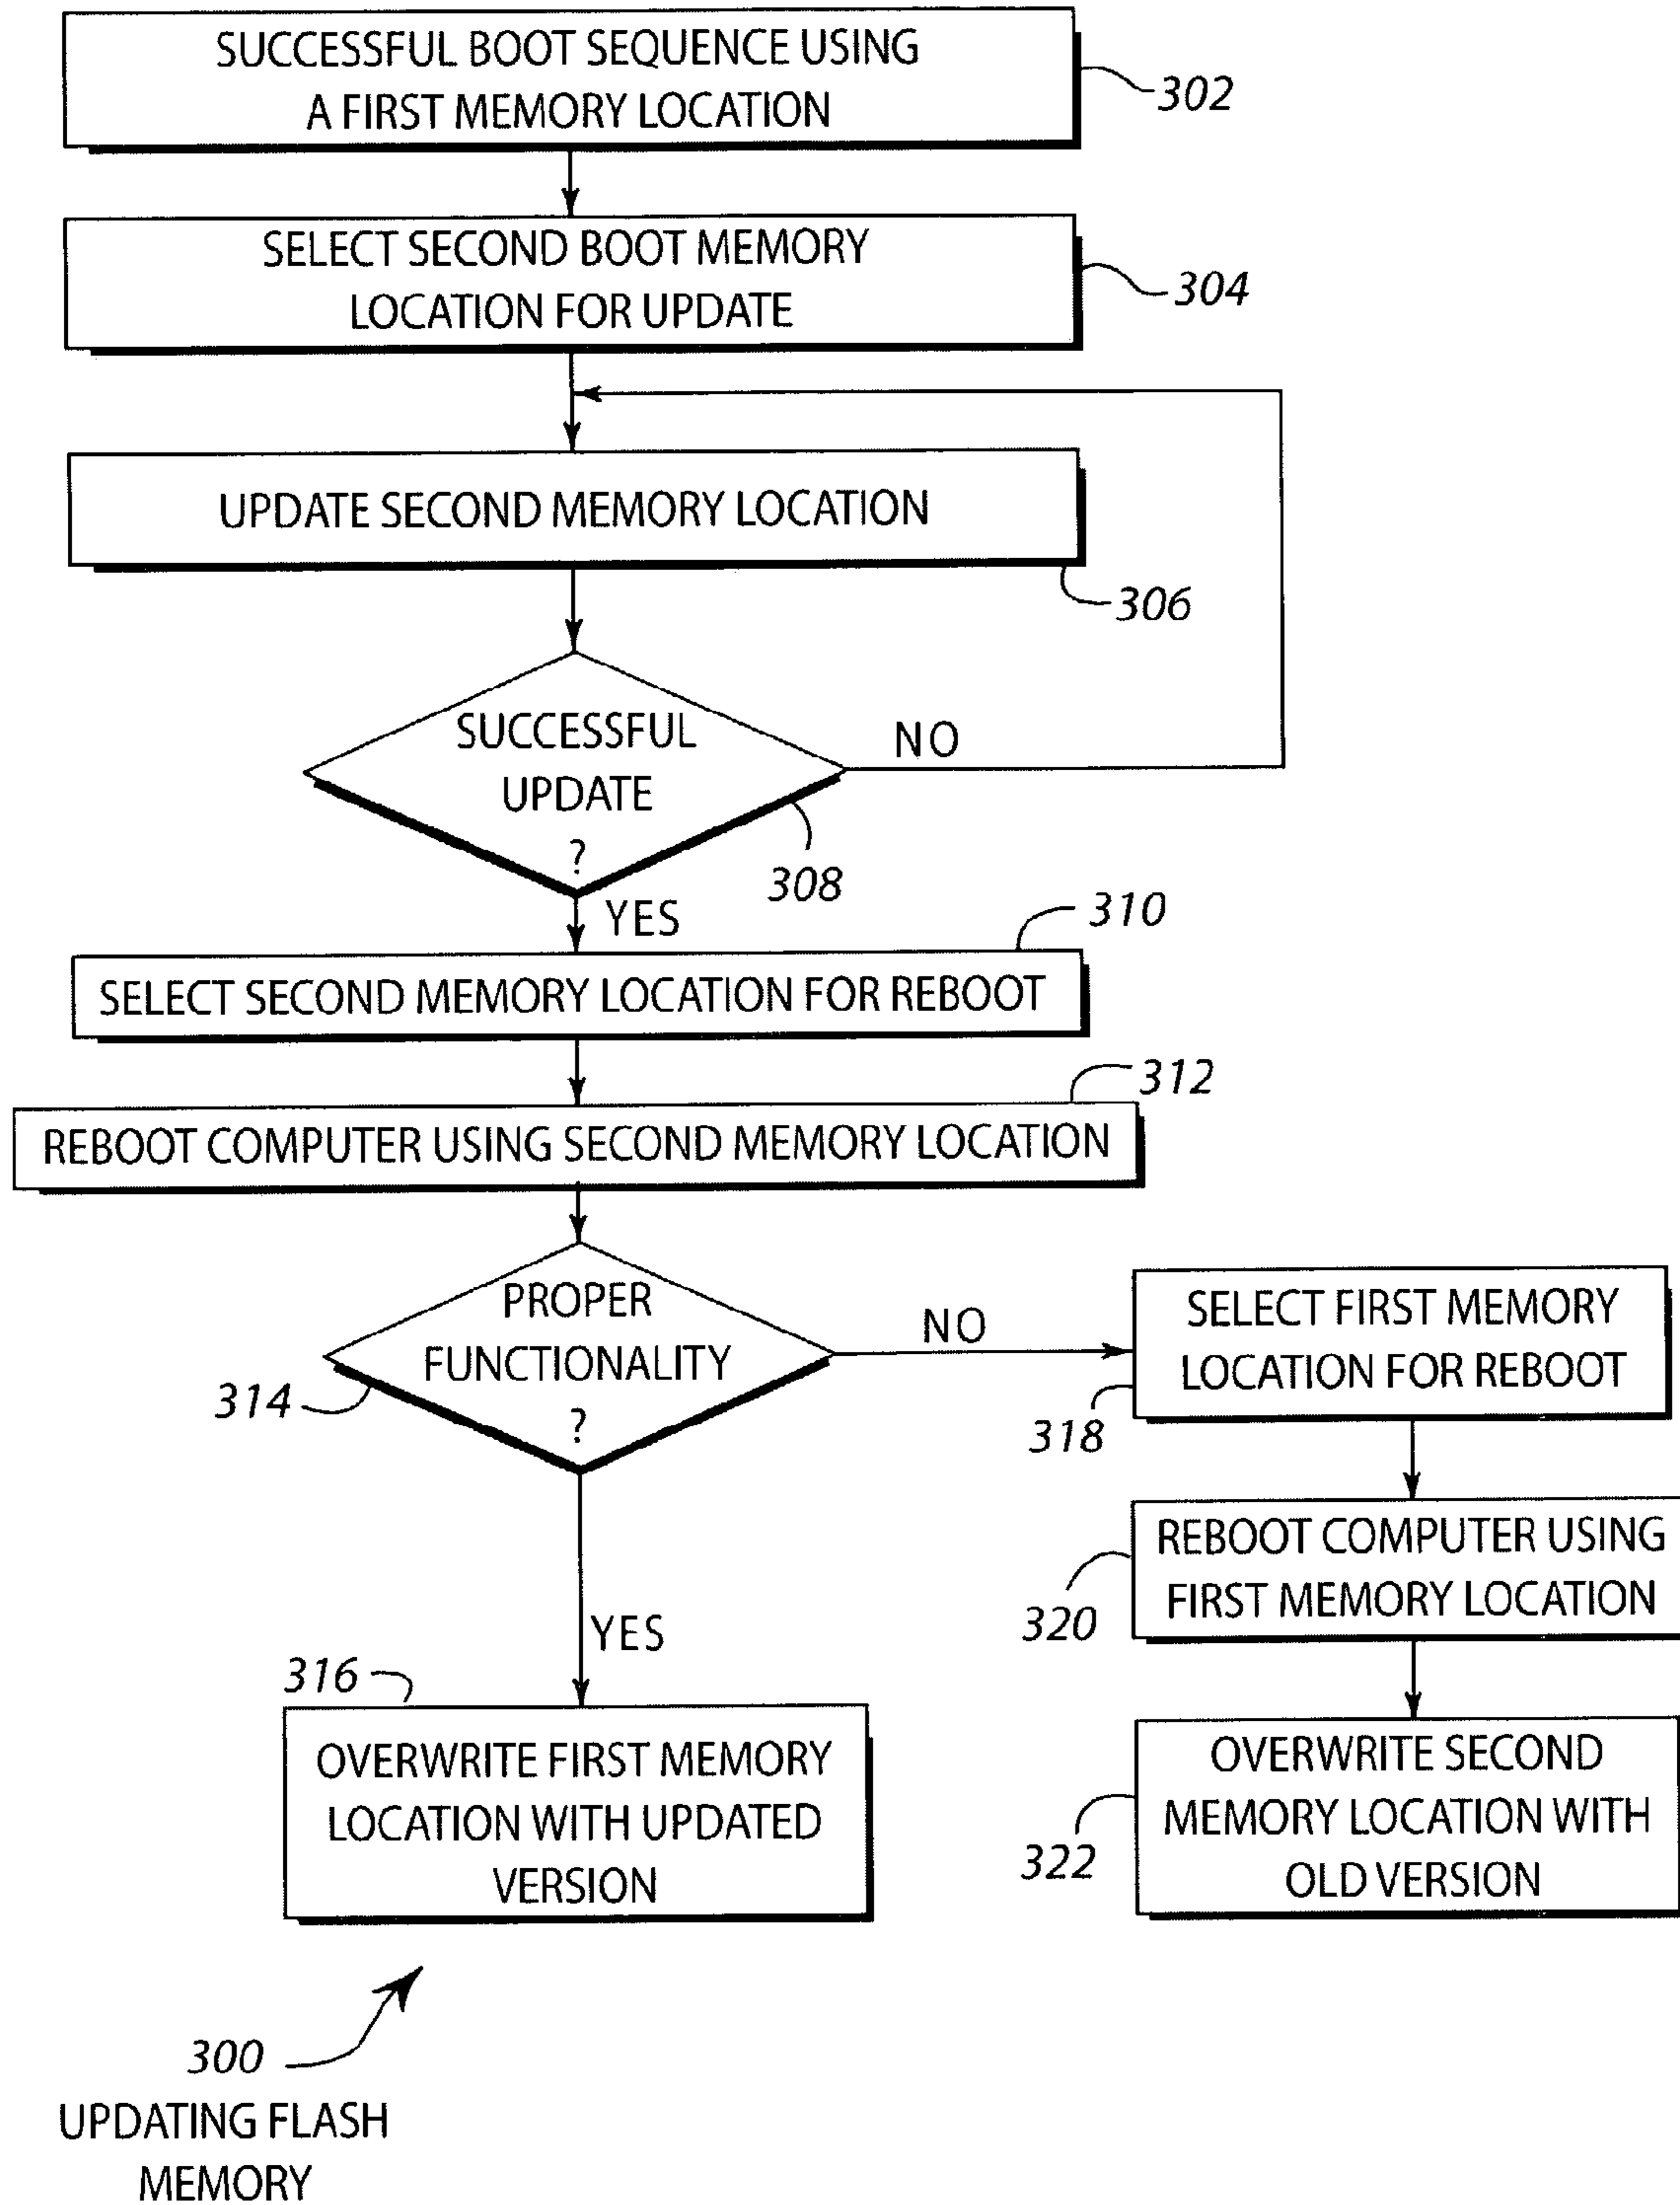 SUCCESSFUL BOOT SEQUENCE USING
A FIRST MEMORY LOCATION
302
SELECT SECOND BOOT MEMORY
LOCATION FOR UPDATE
304
UPDATE SECOND MEMORY LOCATION
306
SUCCESSFUL
UPDATE
?
NO
308
YES
310
SELECT SECOND MEMORY LOCATION FOR REBOOT
312
REBOOT COMPUTER USING SECOND MEMORY LOCATION
PROPER
FUNCTIONALITY
?
314
NO
SELECT FIRST MEMORY
LOCATION FOR REBOOT
318
REBOOT COMPUTER USING
FIRST MEMORY LOCATION
320
YES
316
OVERWRITE FIRST MEMORY
LOCATION WITH UPDATED
VERSION
OVERWRITE SECOND
MEMORY LOCATION WITH
OLD VERSION
322
300
UPDATING FLASH
MEMORY